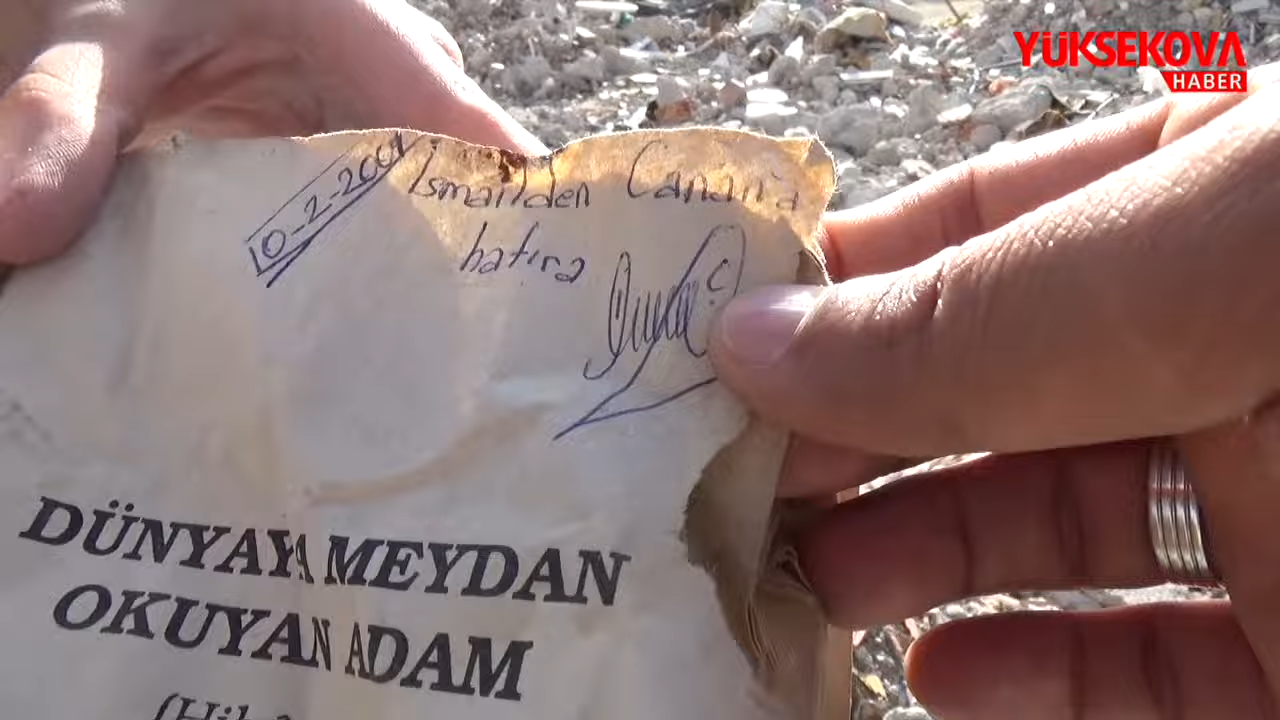 YÜKSEKOVA
HABER
10-2-2001
İsmailden Canan'a
hatıra
DÜNYAYA MEYDAN
OKUYAN ADAM